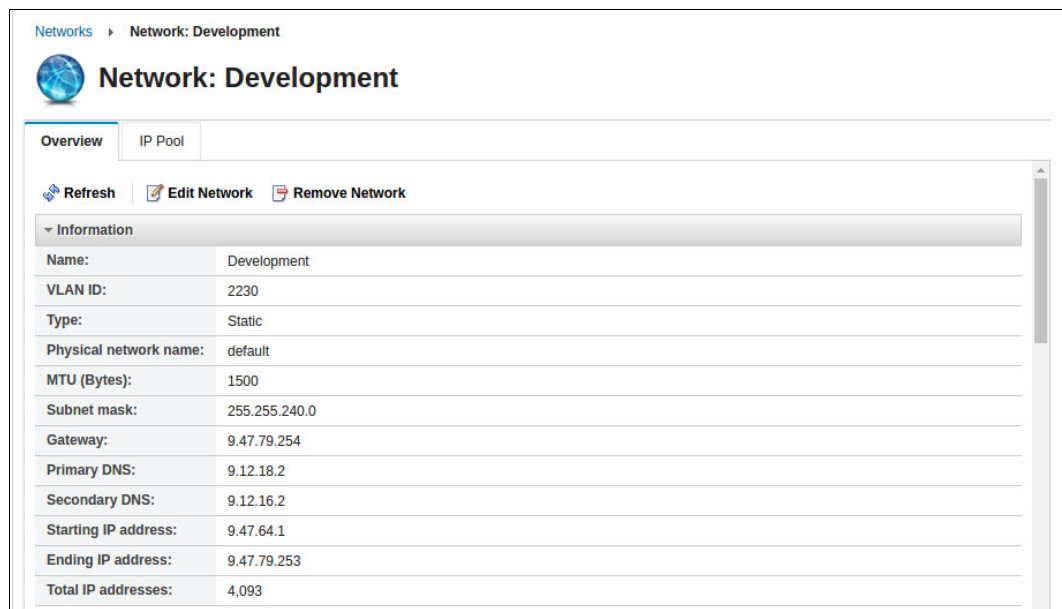 Networks Network: Development
Network: Development
Overview IP Pool
Refresh Edit Network Remove Network
Information
Name: Development
VLAN ID: 2230
Type: Static
Physical network name: default
MTU (Bytes): 1500
Subnet mask: 255.255.240.0
Gateway: 9.47.79.254
Primary DNS: 9.12.18.2
Secondary DNS: 9.12.16.2
Starting IP address: 9.47.64.1
Ending IP address: 9.47.79.253
Total IP addresses: 4,093